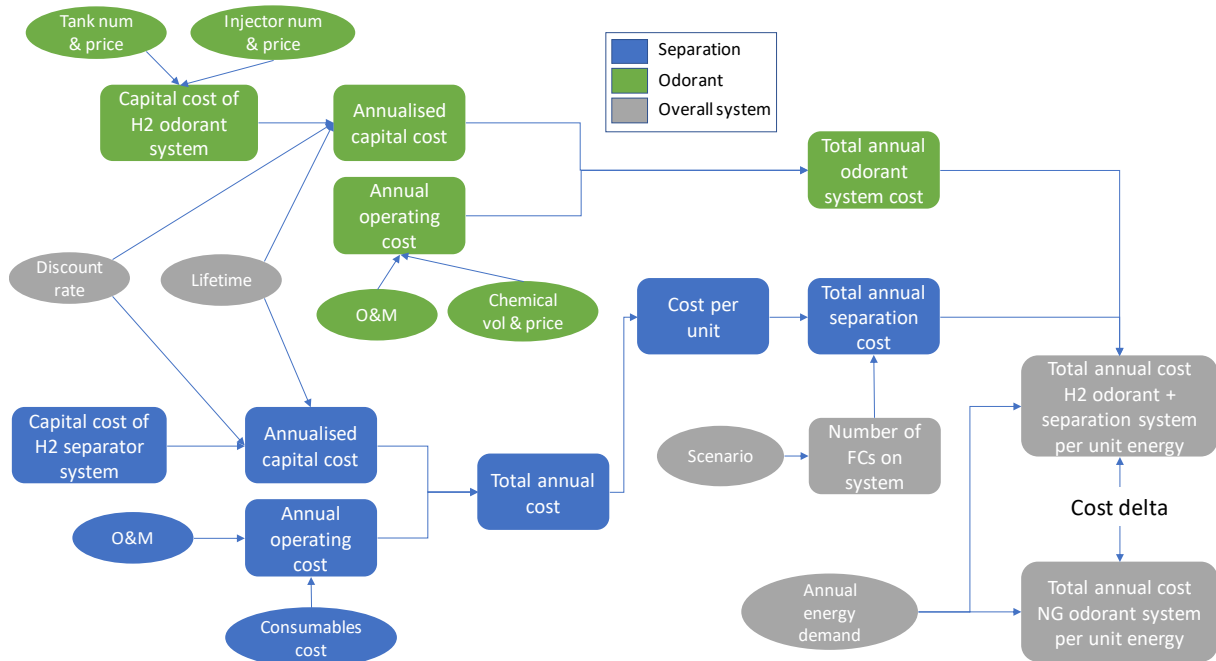 Tank num
& price
Injector num
& price
Separation
Odorant
Overall system
Capital cost of
H2 odorant
system
Annualised
capital cost
Total annual
odorant
system cost
Annual
operating
cost
Discount
rate
Lifetime
O&M
Chemical
vol & price
Cost per
unit
Total annual
separation
cost
Total annual cost
H2 odorant +
separation system
per unit energy
Capital cost of
H2 separator
system
Annualised
capital cost
Scenario
Number of
FCs on
system
Total annual
cost
Cost delta
O&M
Annual
operating
cost
Annual
energy
demand
Total annual cost
NG odorant system
per unit energy
Consumables
cost